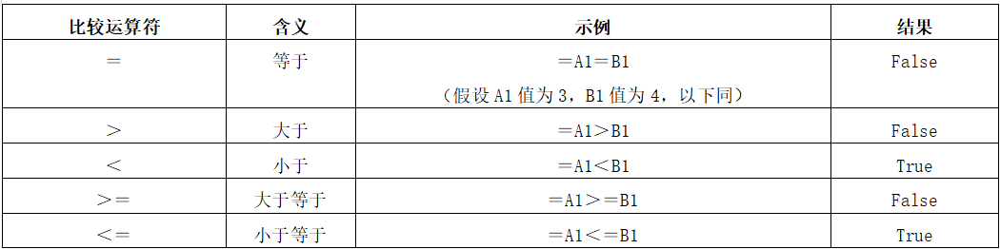 比较运算符 含义 示例 结果
＝ 等于 ＝A1＝B1 False
（假设 A1 值为 3，B1 值为 4，以下同）
＞ 大于 ＝A1＞B1 False
＜ 小于 ＝A1＜B1 True
＞＝ 大于等于 ＝A1＞＝B1 False
＜＝ 小于等于 ＝A1＜＝B1 True